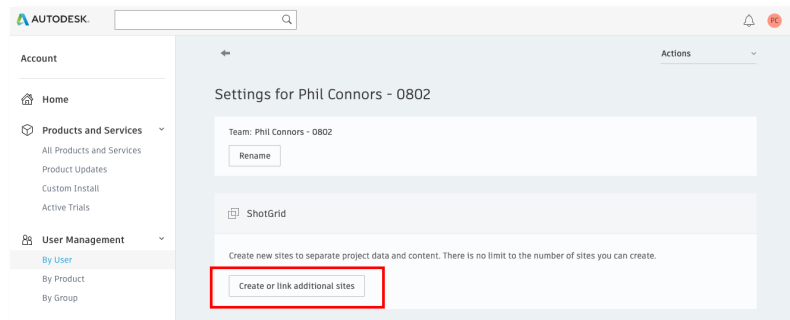 AUTODESK.
PC
Account
Home
Products and Services
All Products and Services
Product Updates
Custom Install
Active Trials
User Management
By User
By Product
By Group
Actions
Settings for Phil Connors - 0802
Team: Phil Connors - 0802
Rename
ShotGrid
Create new sites to separate project data and content. There is no limit to the number of sites you can create.
Create or link additional sites